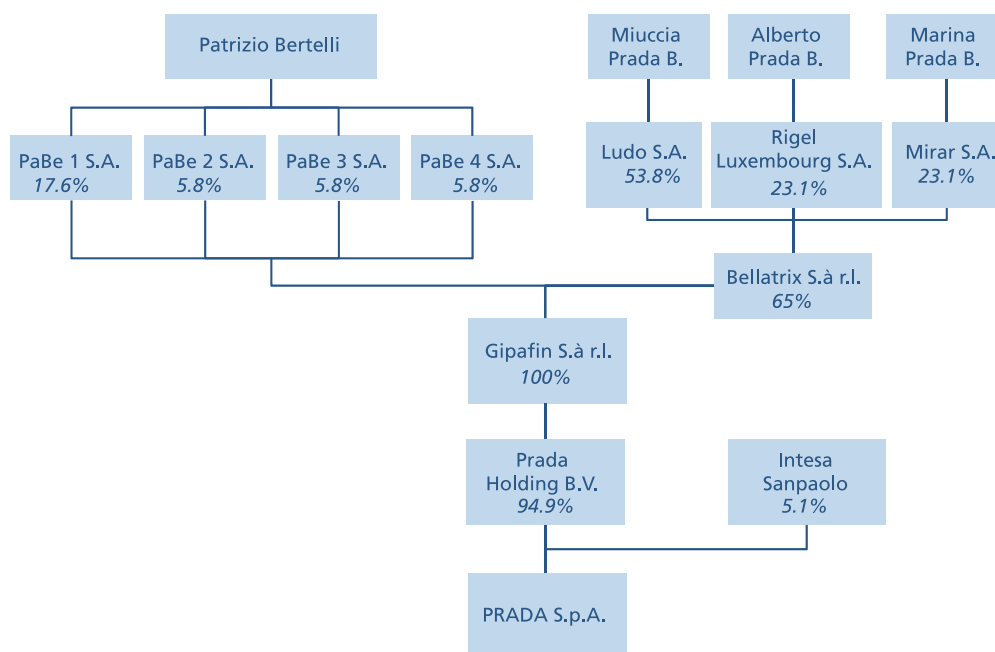 Patrizio Bertelli
Miuccia
Prada B.
Alberto
Prada B.
Marina
Prada B.
PaBe 1 S.A.
17.6%
PaBe 2 S.A.
5.8%
PaBe 3 S.A.
5.8%
PaBe 4 S.A.
5.8%
Ludo S.A.
53.8%
Rigel
Luxembourg S.A.
23.1%
Mirar S.A.
23.1%
Bellatrix S.à r.l.
65%
Gipafin S.à r.l.
100%
Prada
Holding B.V.
94.9%
Intesa
Sanpaolo
5.1%
PRADA S.p.A.